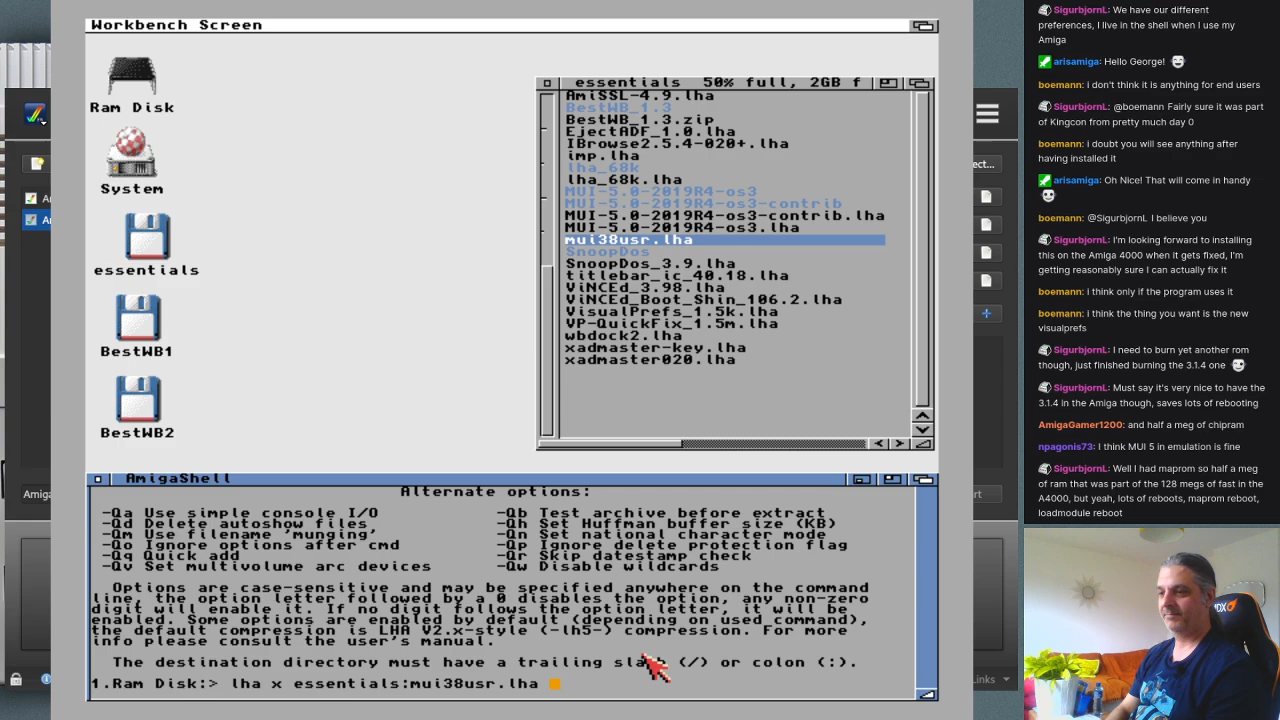 Workbench Screen
Ram Disk
System
essentials
BestWB1
BestWB2
essentials 50% full, 2GB f
AmiSSL-4.9.lha
BestWB_1.3
BestWB_1.3.zip
EjectADF_1.0.lha
IBrowse2.5.4-020+.lha
imp.lha
lha_68k
lha_68k.lha
MUI-5.0-2019R4-os3
MUI-5.0-2019R4-os3-contrib
MUI-5.0-2019R4-os3-contrib.lha
MUI-5.0-2019R4-os3.lha
mui38usr.lha
SnoopDos
SnoopDos_3.9.lha
titlebar_ic_40.18.lha
ViNCEd_3.98.lha
ViNCEd_Boot_Shin_106.2.lha
VisualPrefs_1.5k.lha
VP-QuickFix_1.5m.lha
wbdock2.lha
xadmaster-key.lha
xadmaster020.lha
AmigaShell
Alternate options:
-Qa Use simple console I/O -Qb Test archive before extract
-Qd Delete autoshow files -Qh Set Huffman buffer size (KB)
-Qm Use filename 'munging' -Qn Set national character mode
-Qo Ignore options after cmd -Qp Ignore delete protection flag
-Qq Quick add -Qr Skip datestamp check
-Qv Set multivolume arc devices -Qw Disable wildcards
Options are case-sensitive and may be specified anywhere on the command
line, the option letter followed by a 0 disables the option, any non-zero
digit will enable it. If no digit follows the option letter, it will be
enabled. Some options are enabled by default (depending on used command),
the default compression is LHA V2.x-style (-lh5-) compression. For more
info please consult the user's manual.
The destination directory must have a trailing slash (/) or colon (:).
1.Ram Disk:> lha x essentials:mui38usr.lha
Amiga
ect...
rt
Links
SigurbjornL: We have our different
preferences, I live in the shell when I use my
Amiga
arisamiga: Hello George!
boemann: i don't think it is anything for end users
SigurbjornL: @boemann Fairly sure it was part
of Kingcon from pretty much day 0
boemann: i doubt you will see anything after
having installed it
arisamiga: Oh Nice! That will come in handy
boemann: @SigurbjornL I believe you
SigurbjornL: I'm looking forward to installing
this on the Amiga 4000 when it gets fixed, I'm
getting reasonably sure I can actually fix it
boemann: i think only if the program uses it
boemann: i think the thing you want is the new
visualprefs
SigurbjornL: I need to burn yet another rom
though, just finished burning the 3.1.4 one
SigurbjornL: Must say it's very nice to have the
3.1.4 in the Amiga though, saves lots of rebooting
AmigaGamer1200: and half a meg of chipram
npagonis73: I think MUI 5 in emulation is fine
SigurbjornL: Well I had maprom so half a meg
of ram that was part of the 128 megs of fast in the
A4000, but yeah, lots of reboots, maprom reboot,
loadmodule reboot